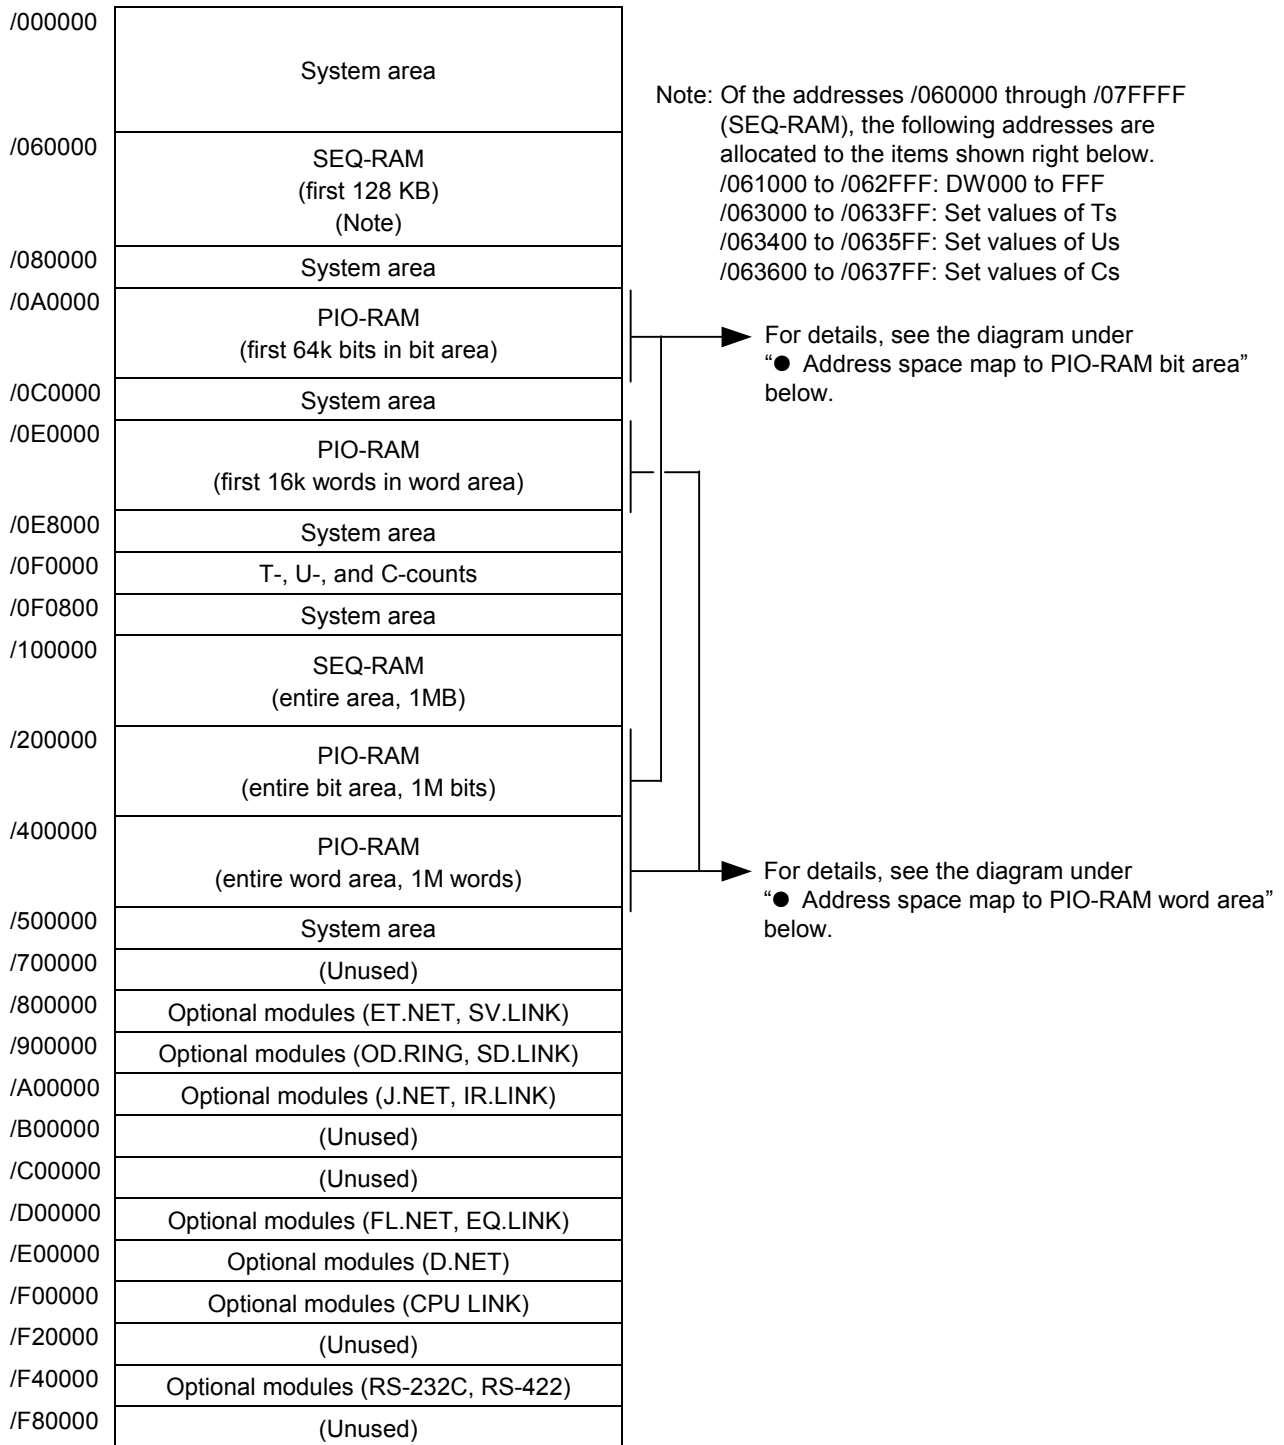 /000000
System area
Note: Of the addresses /060000 through /07FFFF
(SEQ-RAM), the following addresses are
allocated to the items shown right below.
/061000 to /062FFF: DW000 to FFF
/063000 to /0633FF: Set values of Ts
/063400 to /0635FF: Set values of Us
/063600 to /0637FF: Set values of Cs
/060000
SEQ-RAM
(first 128 KB)
(Note)
/080000
System area
/0A0000
PIO-RAM
(first 64k bits in bit area)
For details, see the diagram under
“● Address space map to PIO-RAM bit area”
below.
/0C0000
System area
/0E0000
PIO-RAM
(first 16k words in word area)
/0E8000
System area
/0F0000
T-, U-, and C-counts
/0F0800
System area
/100000
SEQ-RAM
(entire area, 1MB)
/200000
PIO-RAM
(entire bit area, 1M bits)
/400000
PIO-RAM
(entire word area, 1M words)
For details, see the diagram under
“● Address space map to PIO-RAM word area”
below.
/500000
System area
/700000
(Unused)
/800000
Optional modules (ET.NET, SV.LINK)
/900000
Optional modules (OD.RING, SD.LINK)
/A00000
Optional modules (J.NET, IR.LINK)
/B00000
(Unused)
/C00000
(Unused)
/D00000
Optional modules (FL.NET, EQ.LINK)
/E00000
Optional modules (D.NET)
/F00000
Optional modules (CPU LINK)
/F20000
(Unused)
/F40000
Optional modules (RS-232C, RS-422)
/F80000
(Unused)